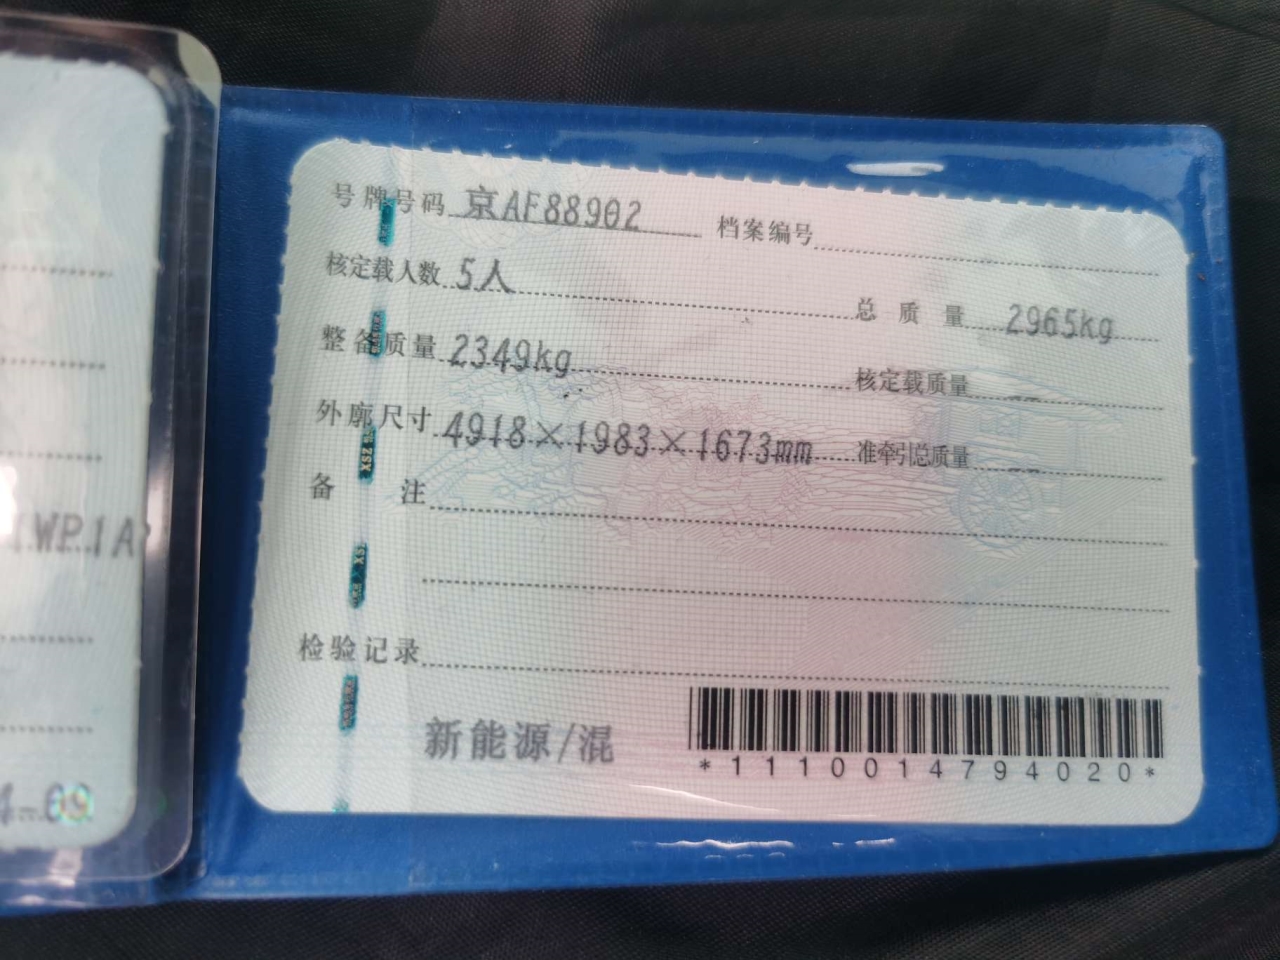 号牌号码 京AF88902 档案编号
核定载人数 5人 总质量 2965kg
整备质量 2349kg 核定载质量 --
外廓尺寸 4918×1983×1673mm 准牵引总质量 --
备注
检验记录
新能源/混
*1110014794020*
WP1A
-09
XSZ